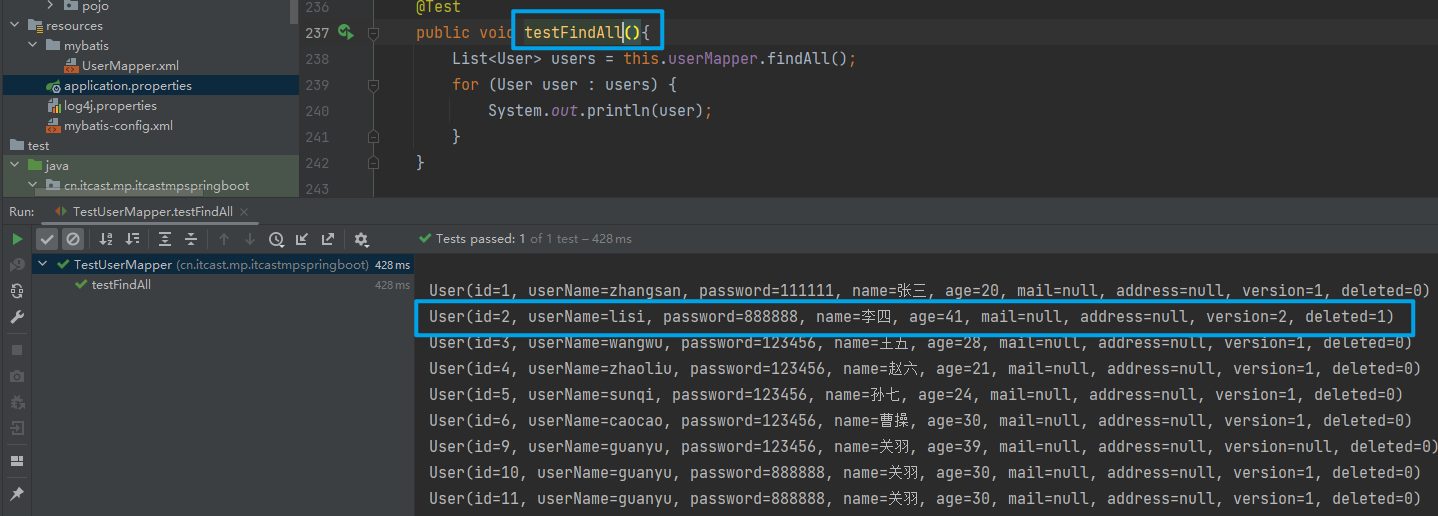 pojo
resources
mybatis
UserMapper.xml
application.properties
log4j.properties
mybatis-config.xml
test
java
cn.itcast.mp.itcastmpspringboot
236 @Test
237 public void testFindAll(){
238 List<User> users = this.userMapper.findAll();
239 for (User user : users) {
240 System.out.println(user);
241 }
242 }
243
Run: TestUserMapper.testFindAll ×
Tests passed: 1 of 1 test – 428 ms
TestUserMapper (cn.itcast.mp.itcastmpspringboot) 428 ms
testFindAll 428 ms
User(id=1, userName=zhangsan, password=111111, name=张三, age=20, mail=null, address=null, version=1, deleted=0)
User(id=2, userName=lisi, password=888888, name=李四, age=41, mail=null, address=null, version=2, deleted=1)
User(id=3, userName=wangwu, password=123456, name=王五, age=28, mail=null, address=null, version=1, deleted=0)
User(id=4, userName=zhaoliu, password=123456, name=赵六, age=21, mail=null, address=null, version=1, deleted=0)
User(id=5, userName=sunqi, password=123456, name=孙七, age=24, mail=null, address=null, version=1, deleted=0)
User(id=6, userName=caocao, password=123456, name=曹操, age=30, mail=null, address=null, version=1, deleted=0)
User(id=9, userName=guanyu, password=123456, name=关羽, age=39, mail=null, address=null, version=null, deleted=0)
User(id=10, userName=guanyu, password=888888, name=关羽, age=30, mail=null, address=null, version=1, deleted=0)
User(id=11, userName=guanyu, password=888888, name=关羽, age=30, mail=null, address=null, version=1, deleted=0)